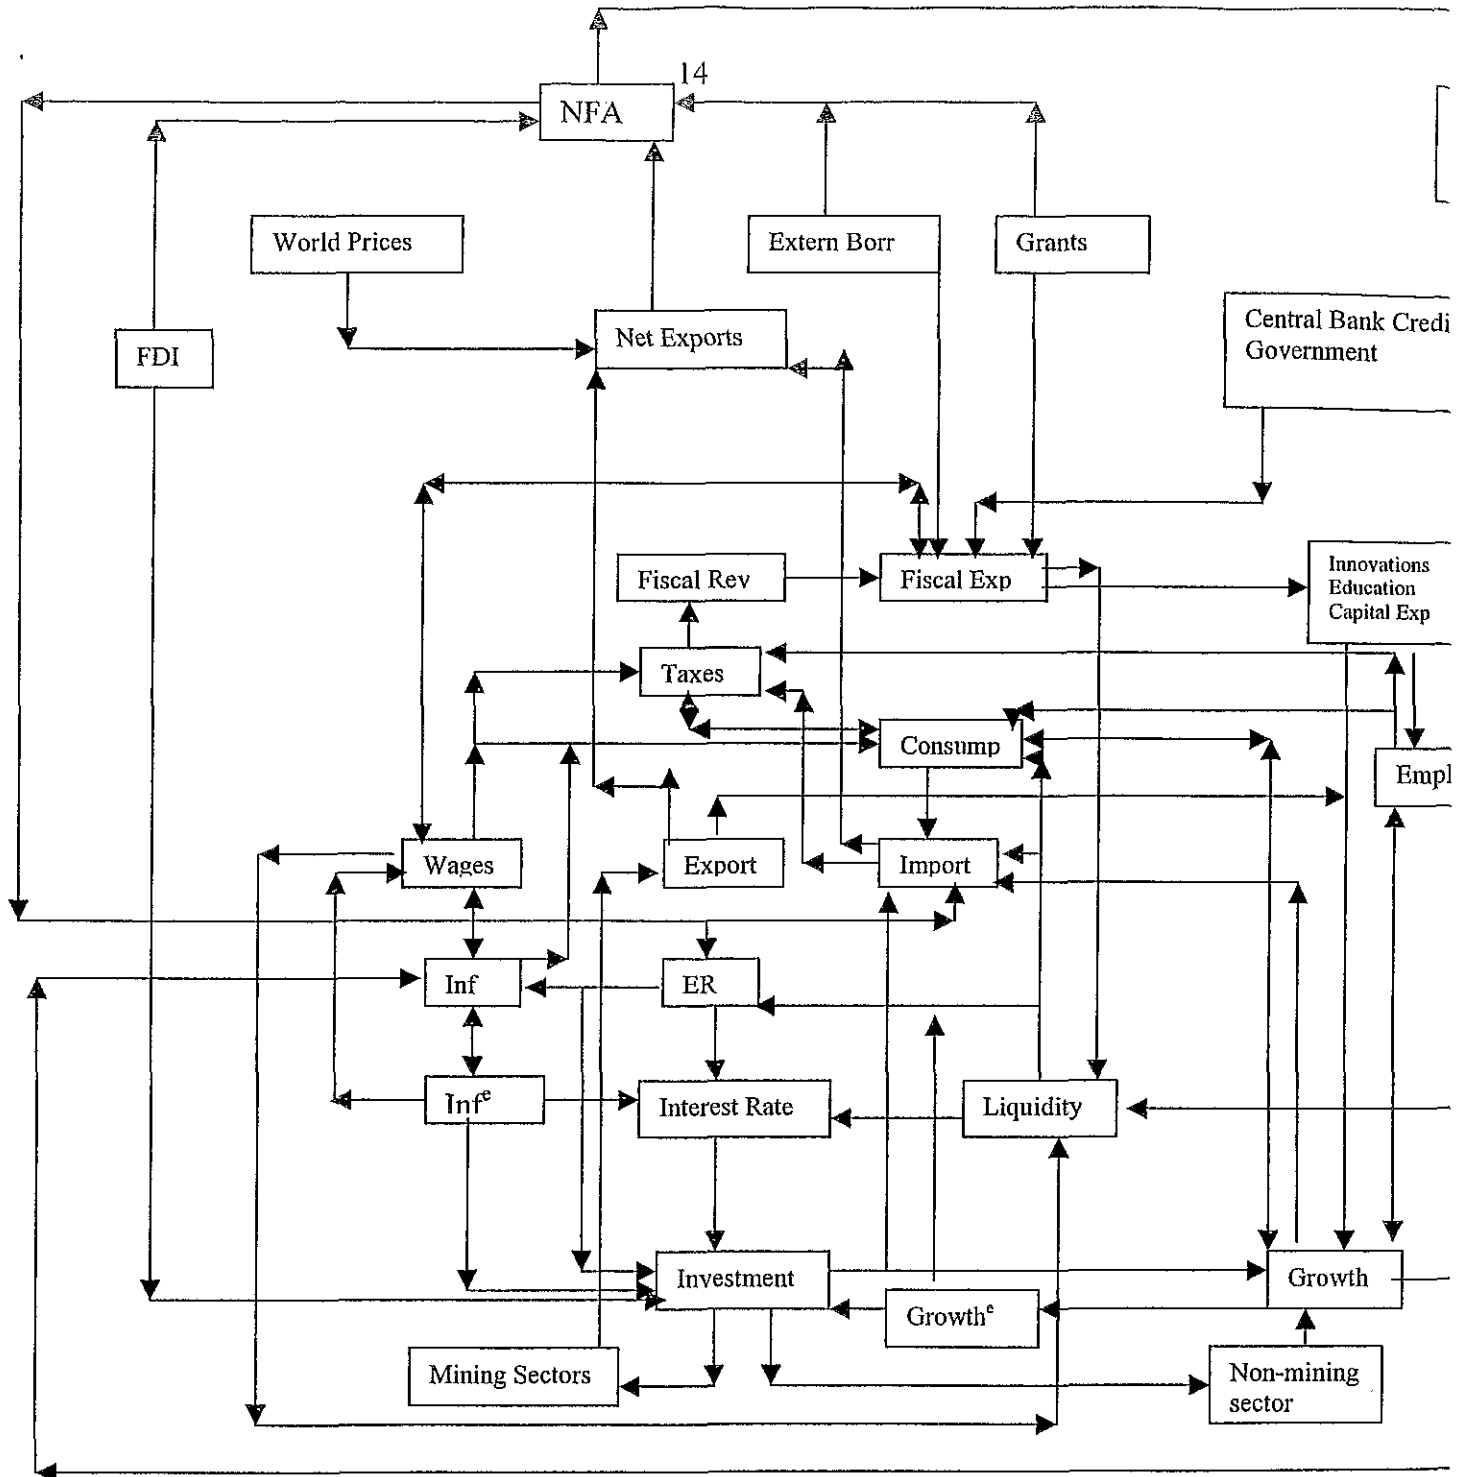 14
NFA
World Prices
Extern Borr
Grants
Central Bank Credi
Government
Net Exports
FDI
Fiscal Rev
Fiscal Exp
Innovations
Education
Capital Exp
Taxes
Consump
Empl
Wages
Export
Import
Inf
ER
Infᵉ
Interest Rate
Liquidity
Investment
Growthᵉ
Growth
Mining Sectors
Non-mining
sector